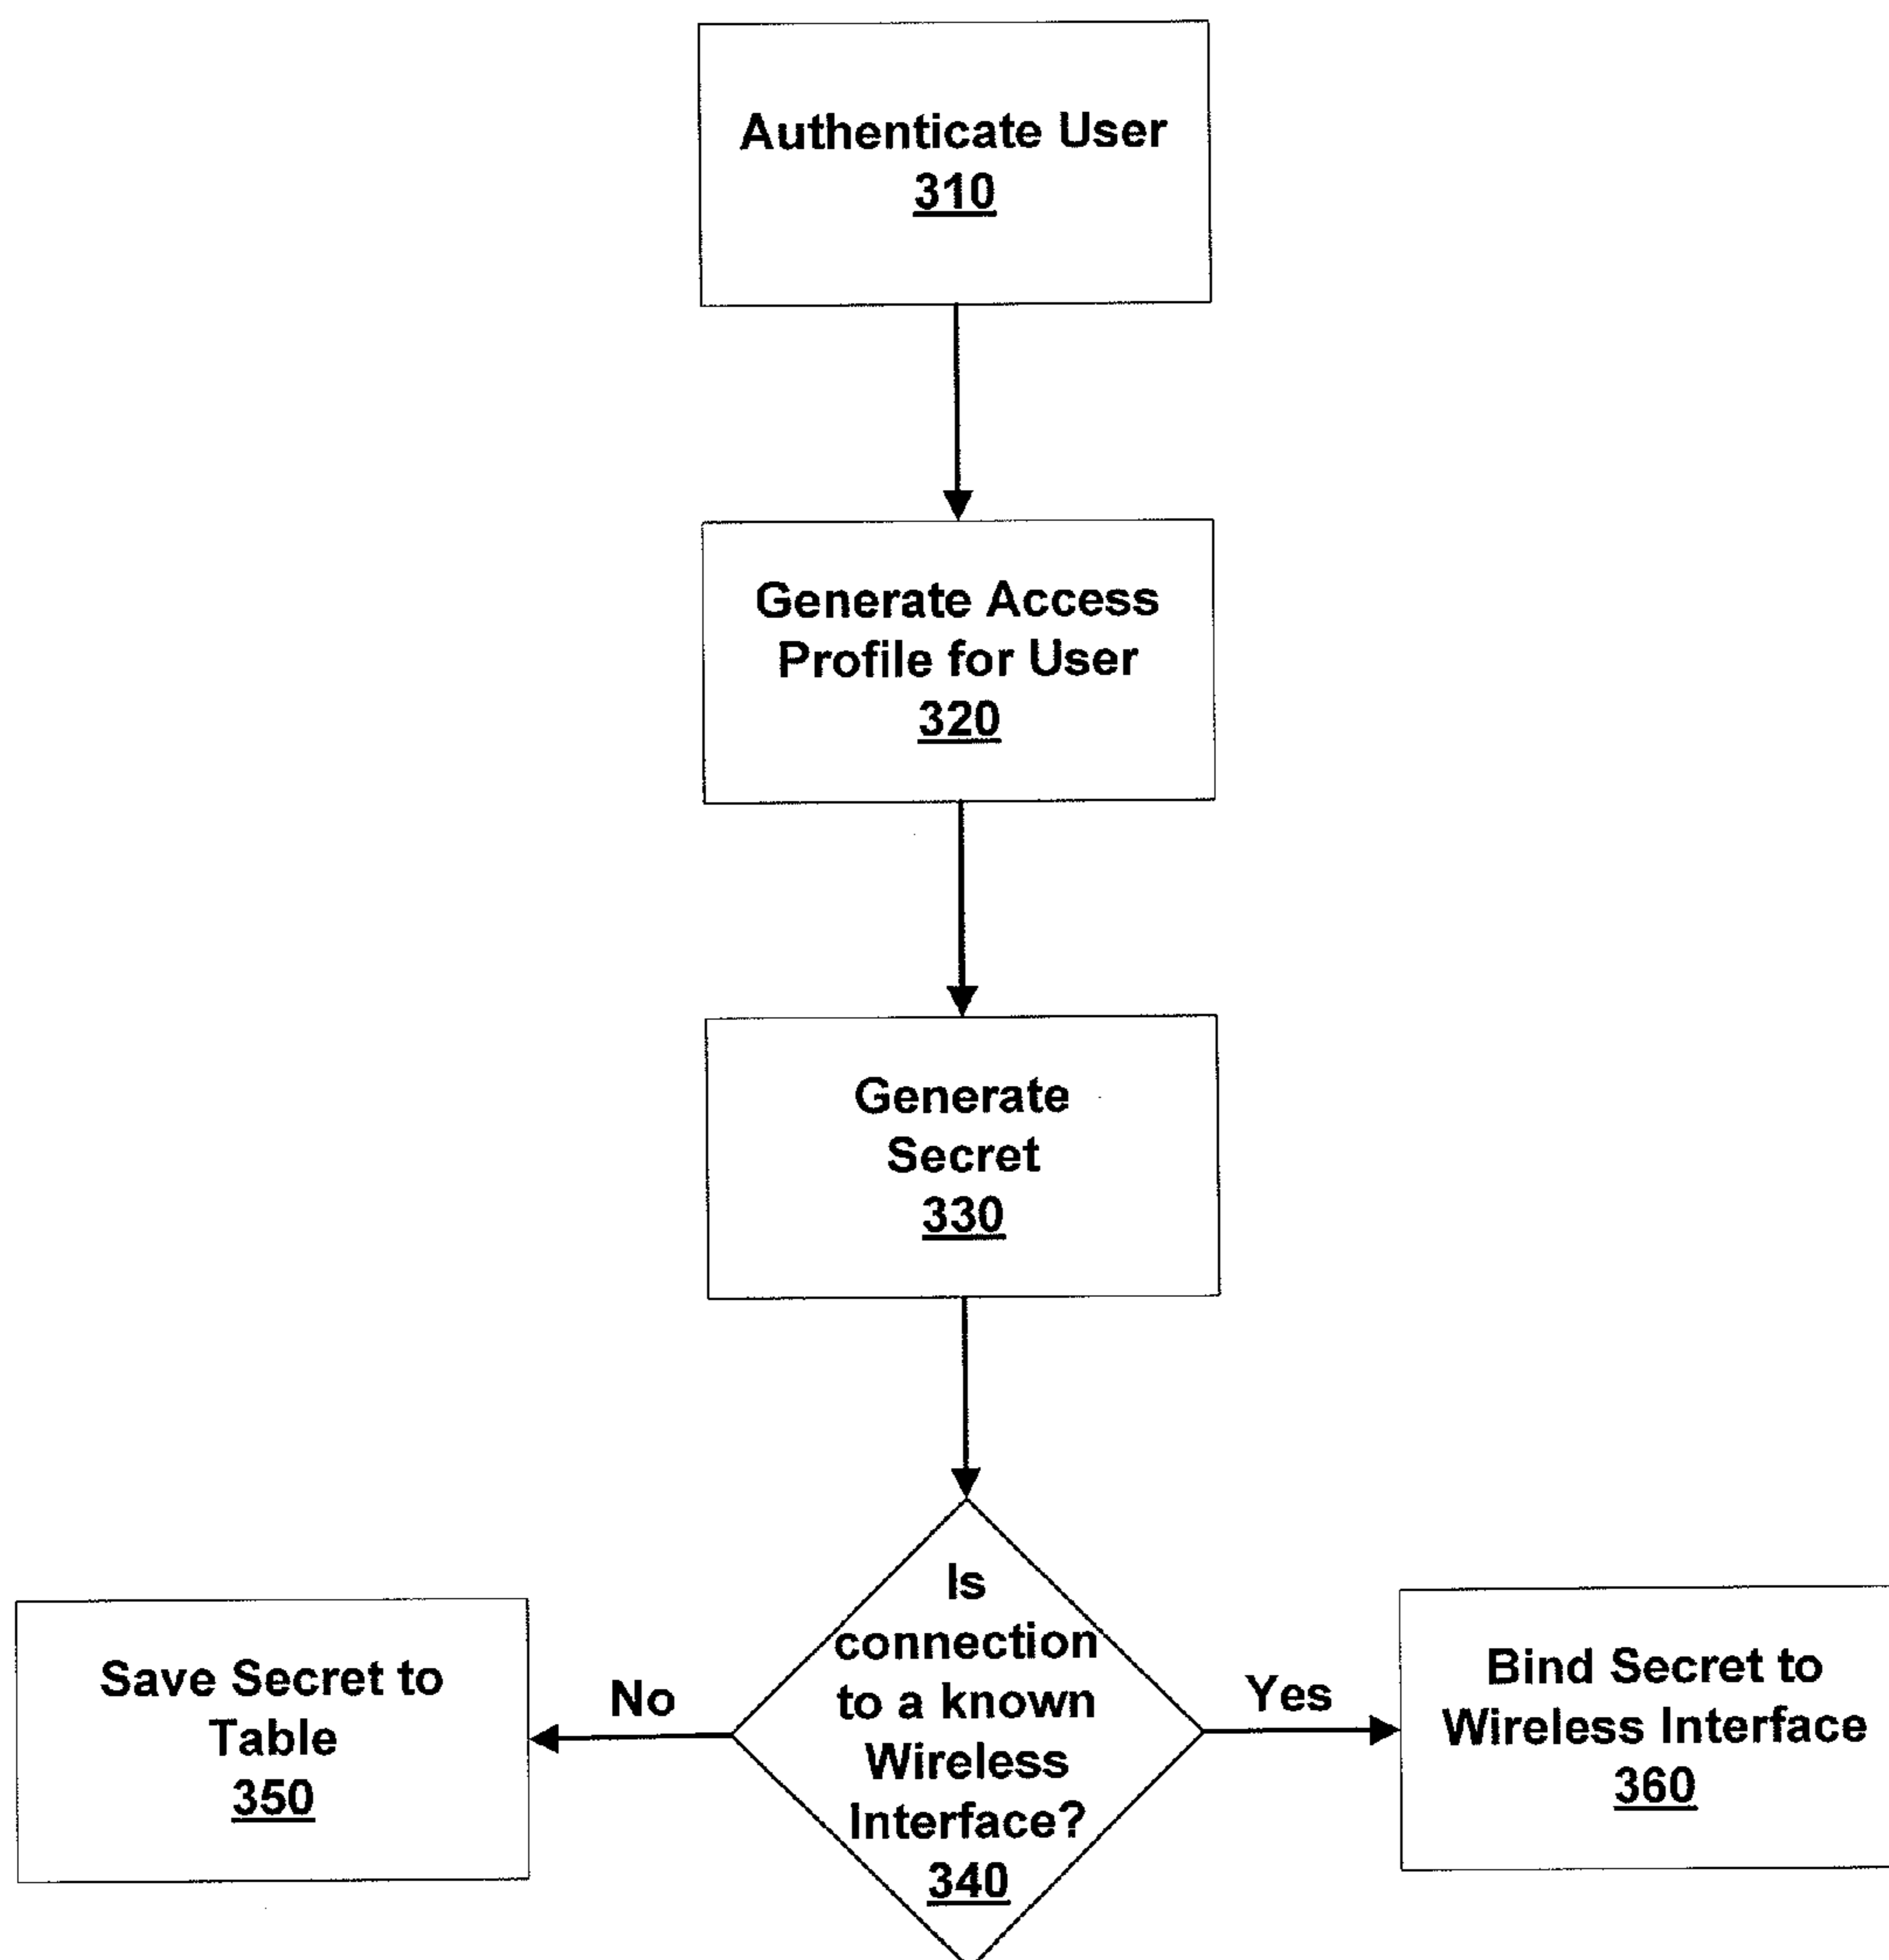 Authenticate User
310
Generate Access
Profile for User
320
Generate
Secret
330
Is
connection
to a known
Wireless
Interface?
340
No
Yes
Save Secret to
Table
350
Bind Secret to
Wireless Interface
360